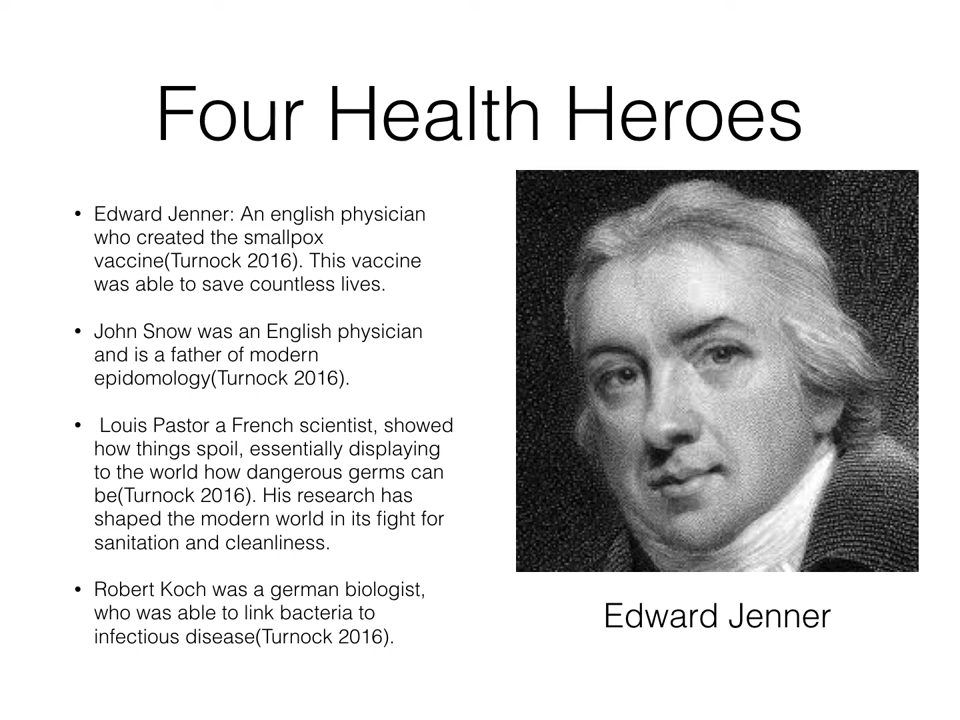 Four Health Heroes
• Edward Jenner: An english physician
who created the smallpox
vaccine(Turnock 2016). This vaccine
was able to save countless lives.
• John Snow was an English physician
and is a father of modern
epidomology(Turnock 2016).
• Louis Pastor a French scientist, showed
how things spoil, essentially displaying
to the world how dangerous germs can
be(Turnock 2016). His research has
shaped the modern world in its fight for
sanitation and cleanliness.
• Robert Koch was a german biologist,
who was able to link bacteria to
infectious disease(Turnock 2016).
Edward Jenner